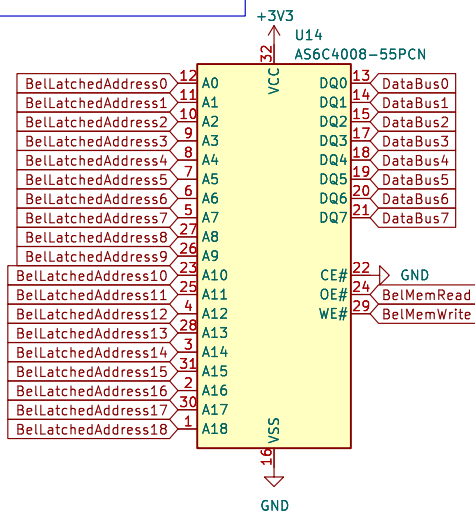 +3V3
U14
AS6C4008-55PCN
32
VCC
BelLatchedAddress0 12 A0 DQ0 13 DataBus0
BelLatchedAddress1 11 A1 DQ1 14 DataBus1
BelLatchedAddress2 10 A2 DQ2 15 DataBus2
BelLatchedAddress3 9 A3 DQ3 17 DataBus3
BelLatchedAddress4 8 A4 DQ4 18 DataBus4
BelLatchedAddress5 7 A5 DQ5 19 DataBus5
BelLatchedAddress6 6 A6 DQ6 20 DataBus6
BelLatchedAddress7 5 A7 DQ7 21 DataBus7
BelLatchedAddress8 27 A8
BelLatchedAddress9 26 A9
BelLatchedAddress10 23 A10 CE# 22 GND
BelLatchedAddress11 25 A11 OE# 24 BelMemRead
BelLatchedAddress12 4 A12 WE# 29 BelMemWrite
BelLatchedAddress13 28 A13
BelLatchedAddress14 3 A14
BelLatchedAddress15 31 A15
BelLatchedAddress16 2 A16
BelLatchedAddress17 30 A17
BelLatchedAddress18 1 A18
VSS
16
GND